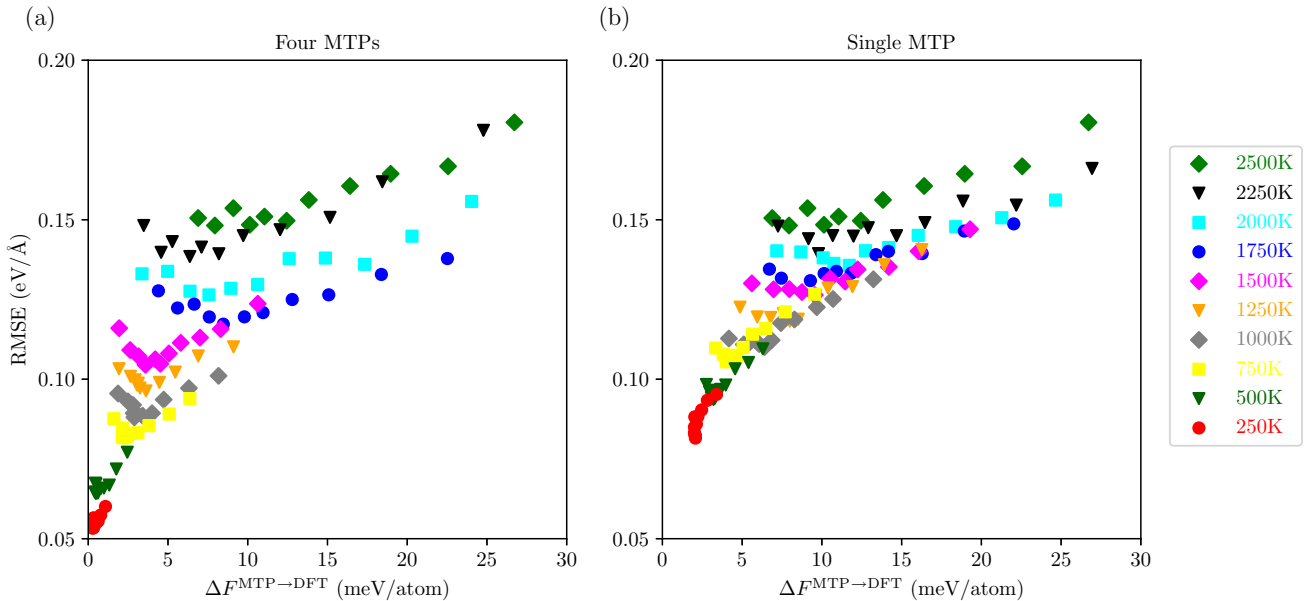 (a)
Four MTPs
RMSE (eV/Å)
0.20
0.15
0.10
0.05
0 5 10 15 20 25 30
ΔF^MTP→DFT (meV/atom)
(b)
Single MTP
0.20
0.15
0.10
0.05
0 5 10 15 20 25 30
ΔF^MTP→DFT (meV/atom)
2500K
2250K
2000K
1750K
1500K
1250K
1000K
750K
500K
250K